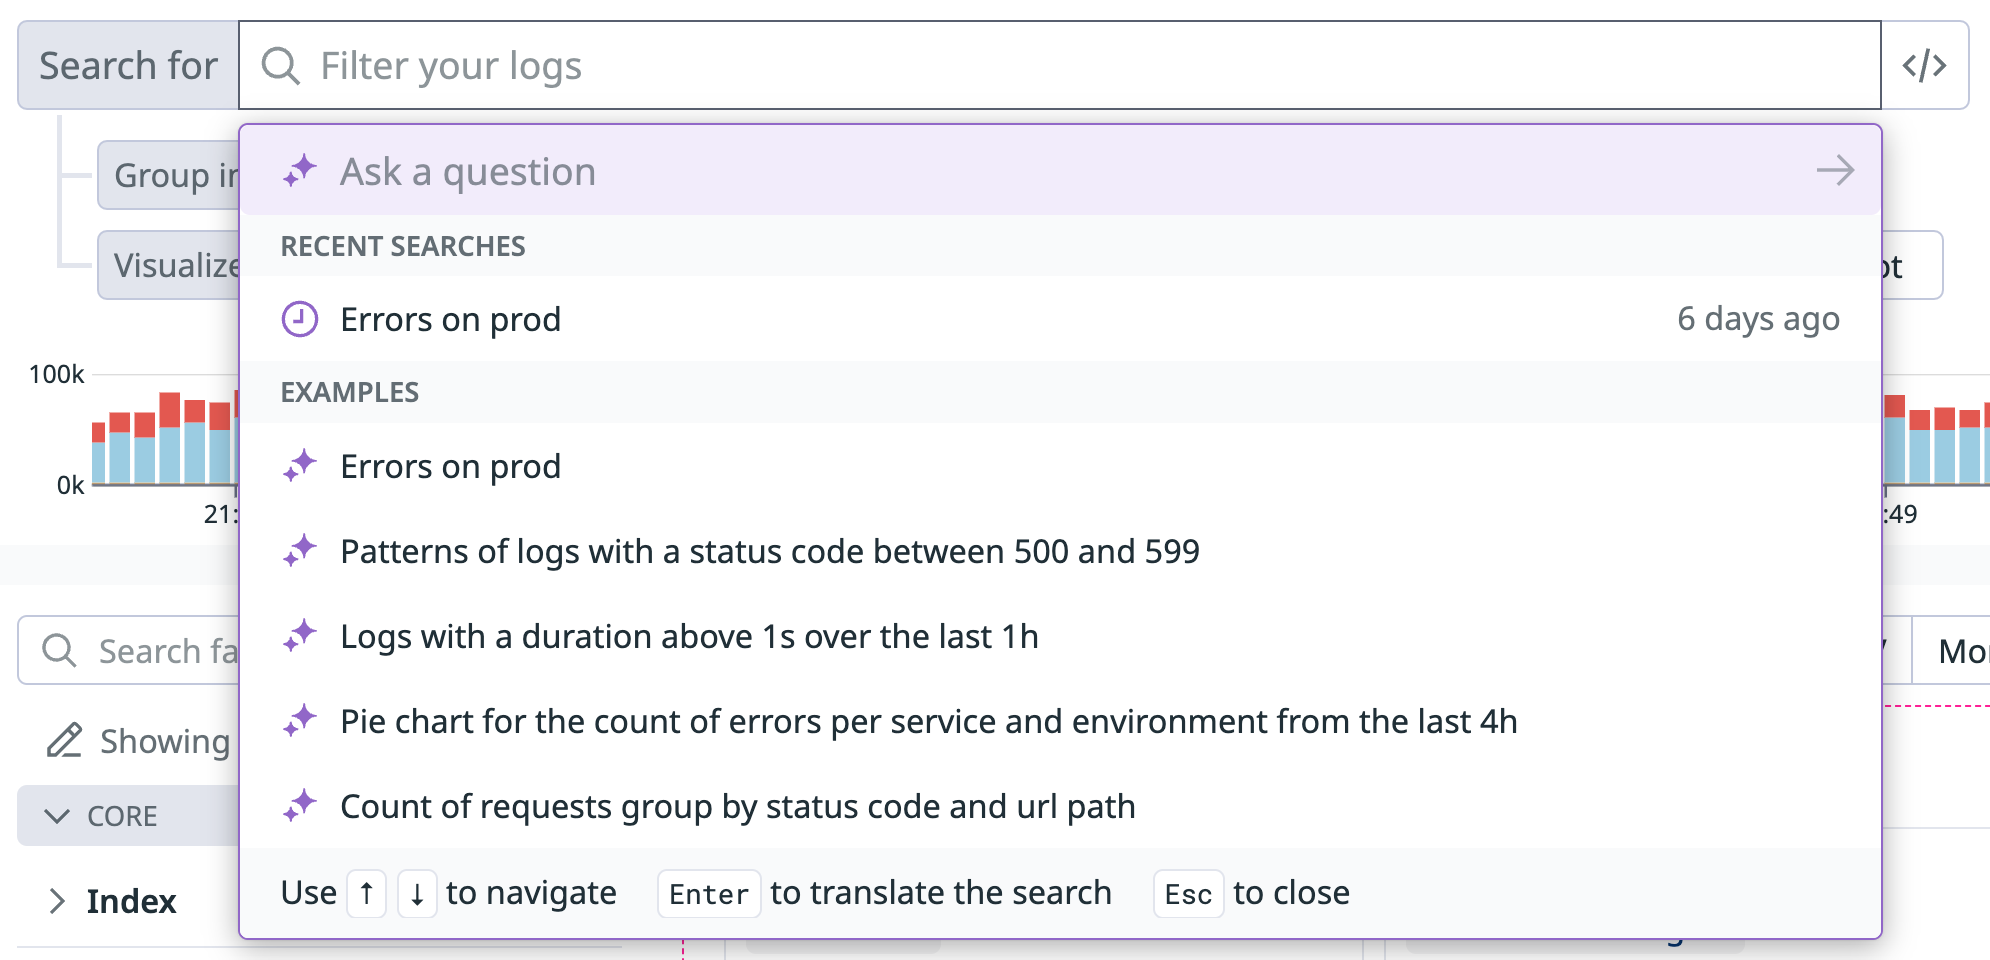 Search for
Filter your logs
</>
Ask a question
Group in
RECENT SEARCHES
Visualize
Errors on prod
6 days ago
100k
EXAMPLES
0k
Errors on prod
21:
:49
Patterns of logs with a status code between 500 and 599
Search fa
Logs with a duration above 1s over the last 1h
Showing
Pie chart for the count of errors per service and environment from the last 4h
CORE
Count of requests group by status code and url path
Index
Use ↑ ↓ to navigate Enter to translate the search Esc to close